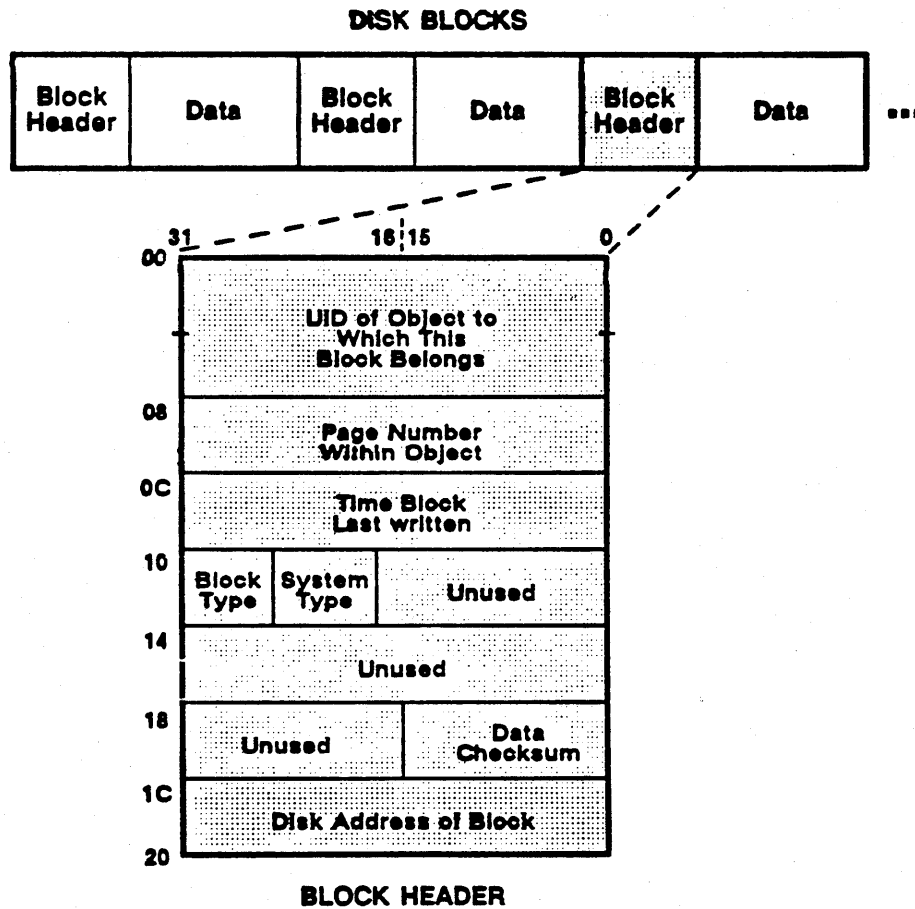 DISK BLOCKS
Block Header
Data
Block Header
Data
Block Header
Data
...
31 16 15 0
00
UID of Object to
Which This
Block Belongs
08
Page Number
Within Object
0C
Time Block
Last written
10
Block Type
System Type
Unused
14
Unused
18
Unused
Data Checksum
1C
Disk Address of Block
20
BLOCK HEADER